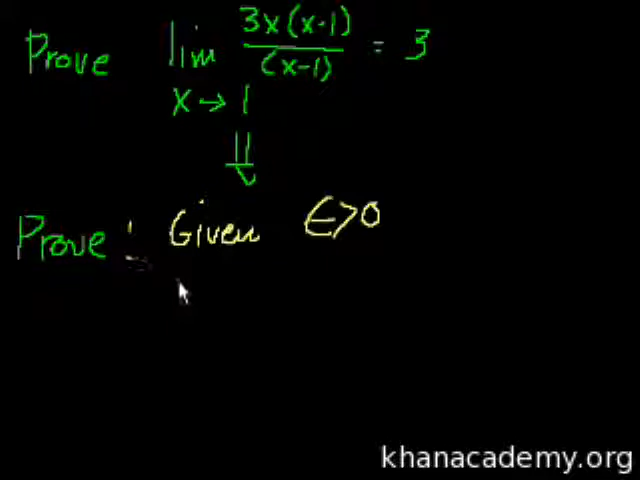 Prove lim 3x(x-1) / (x-1) = 3
x → 1
⇓
Prove : Given ε>0
khanacademy.org